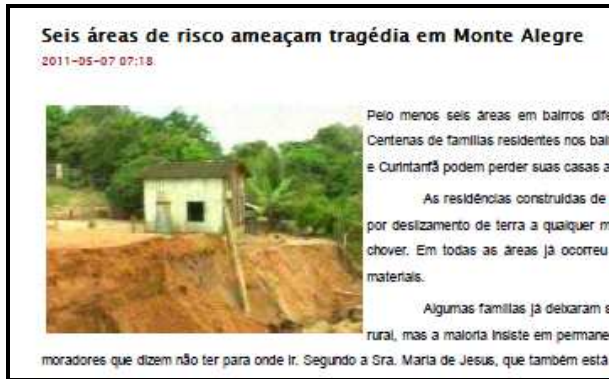 Seis áreas de risco ameaçam tragédia em Monte Alegre
2011-05-07 07:18
Pelo menos seis áreas em bairros dife
Centenas de famílias residentes nos bai
e Curintanfã podem perder suas casas a
As residências construídas de
por deslizamento de terra a qualquer m
chover. Em todas as áreas já ocorreu
materiais.
Algumas famílias já deixaram s
rural, mas a maioria insiste em permane
moradores que dizem não ter para onde ir. Segundo a Sra. Maria de Jesus, que também está